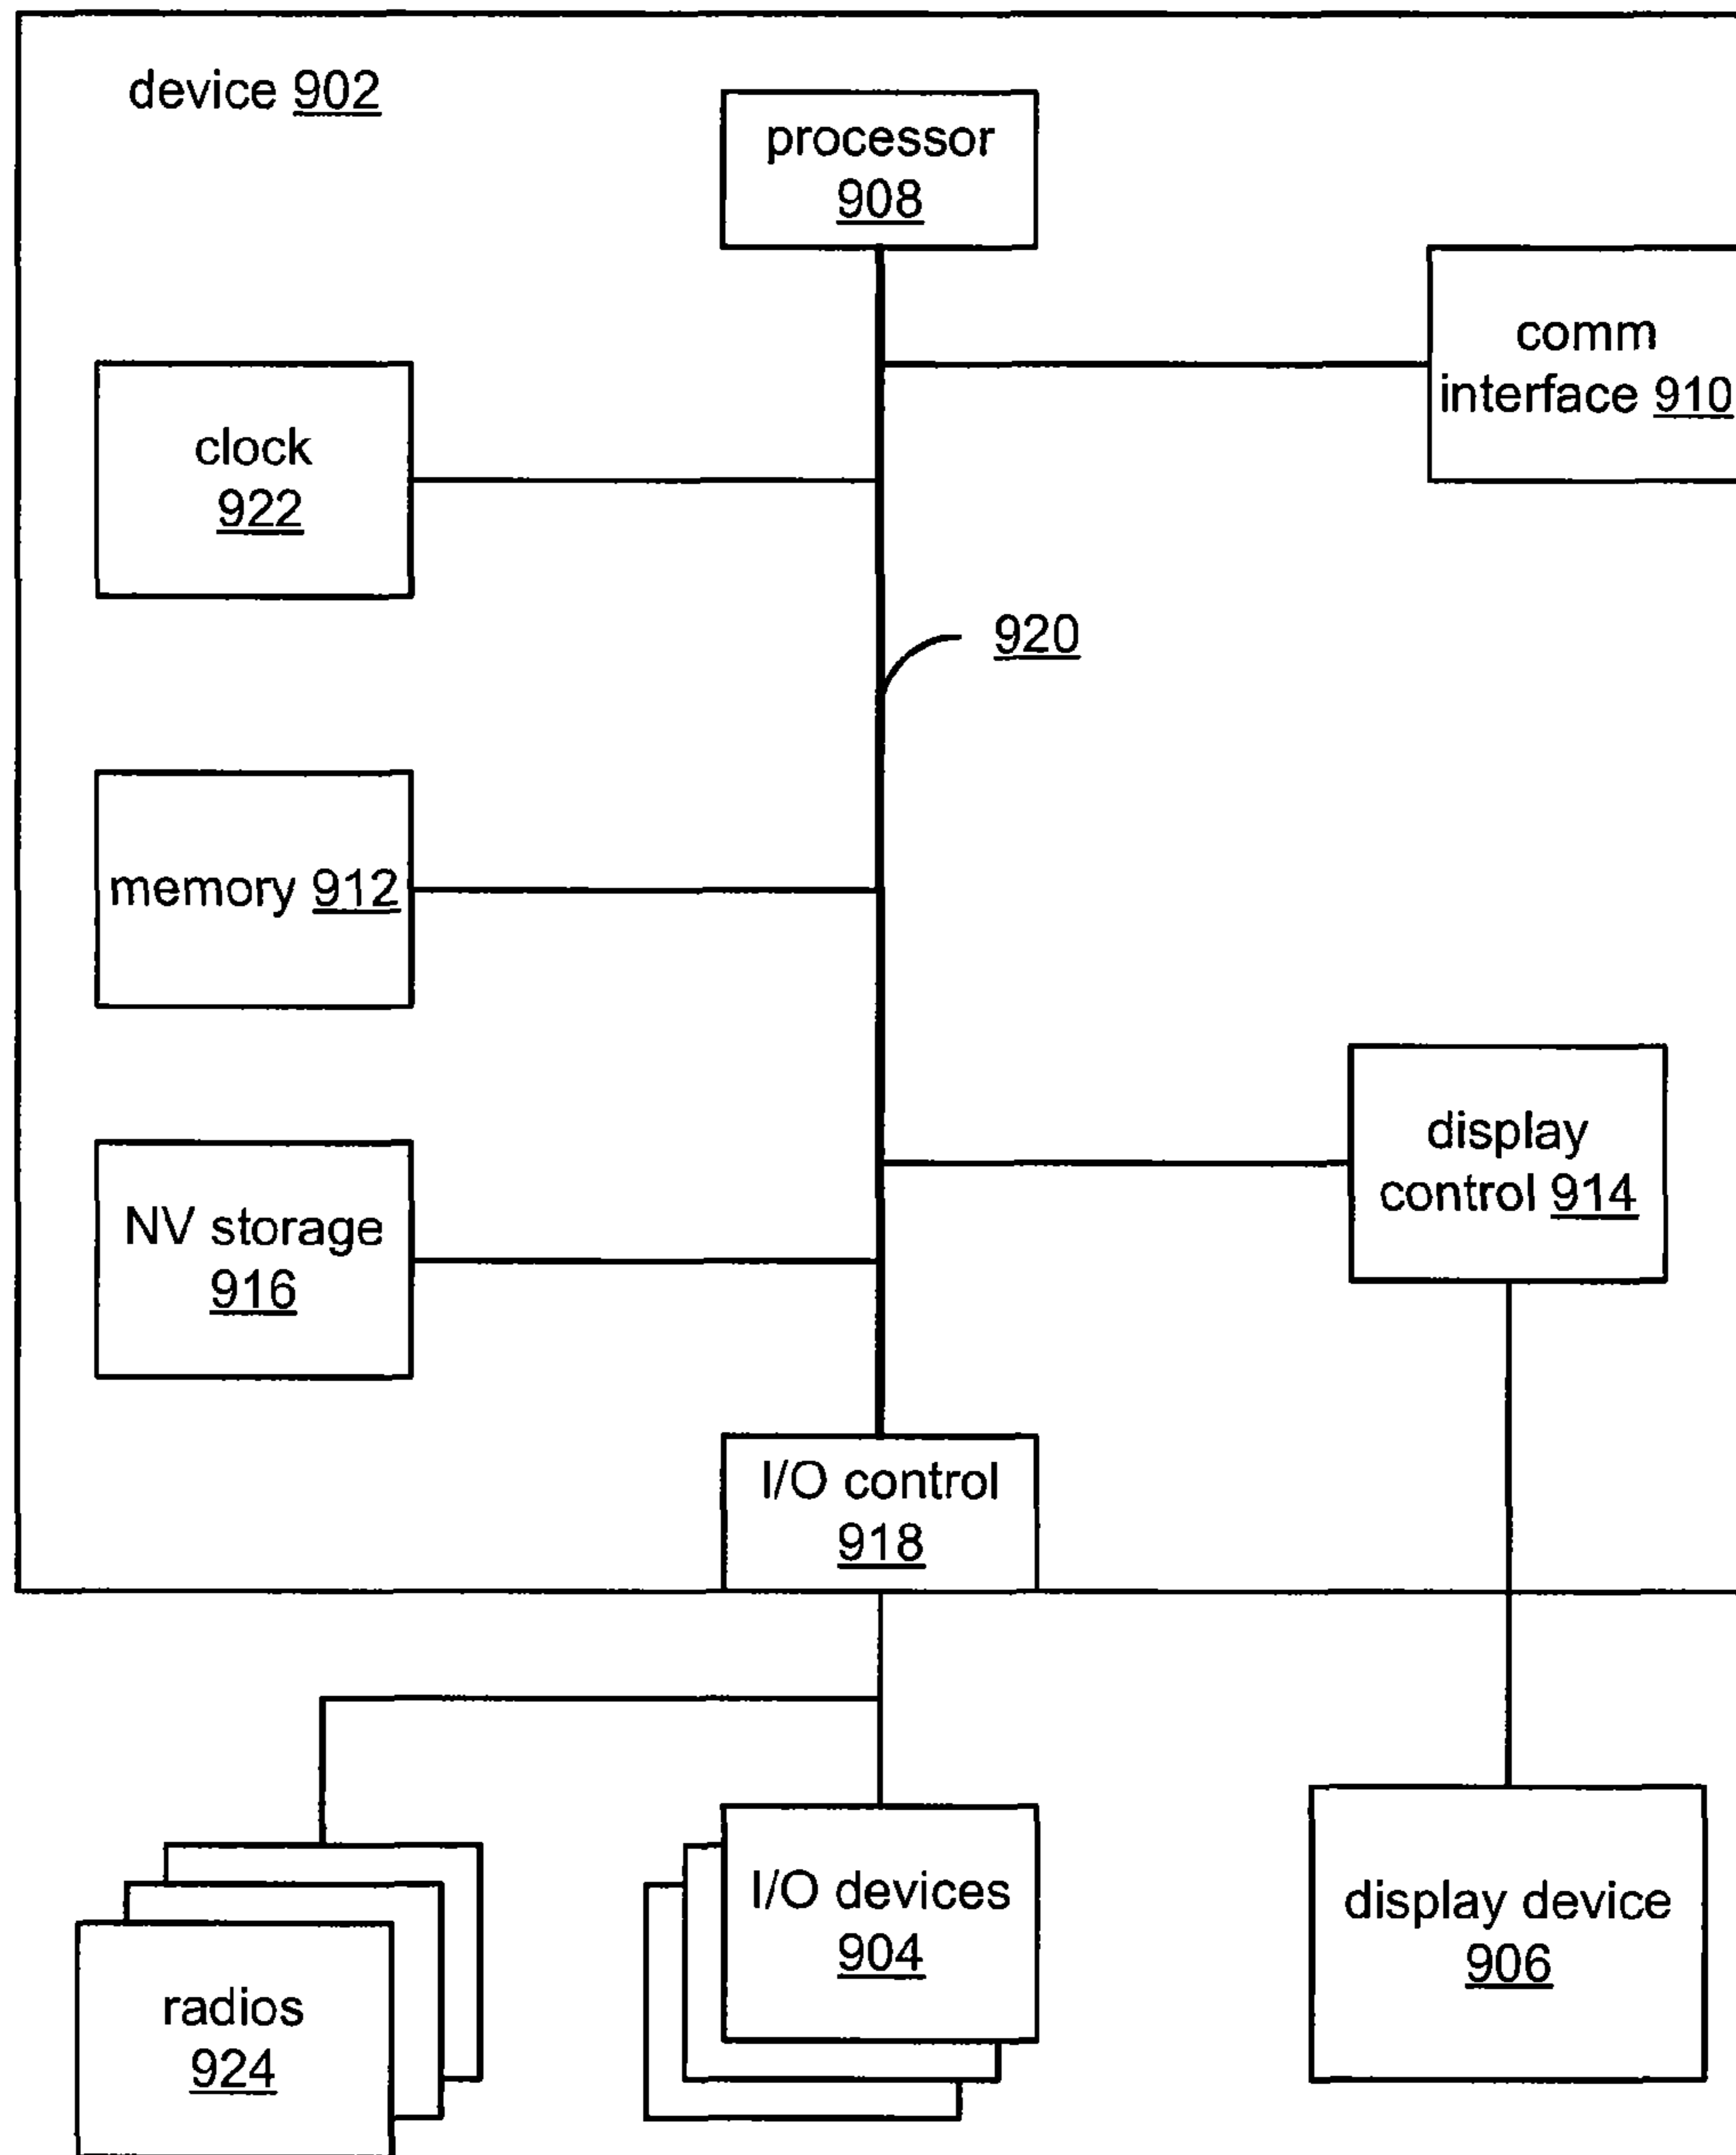 device 902
processor
908
comm
interface 910
clock
922
920
memory 912
display
control 914
NV storage
916
I/O control
918
I/O devices
904
display device
906
radios
924